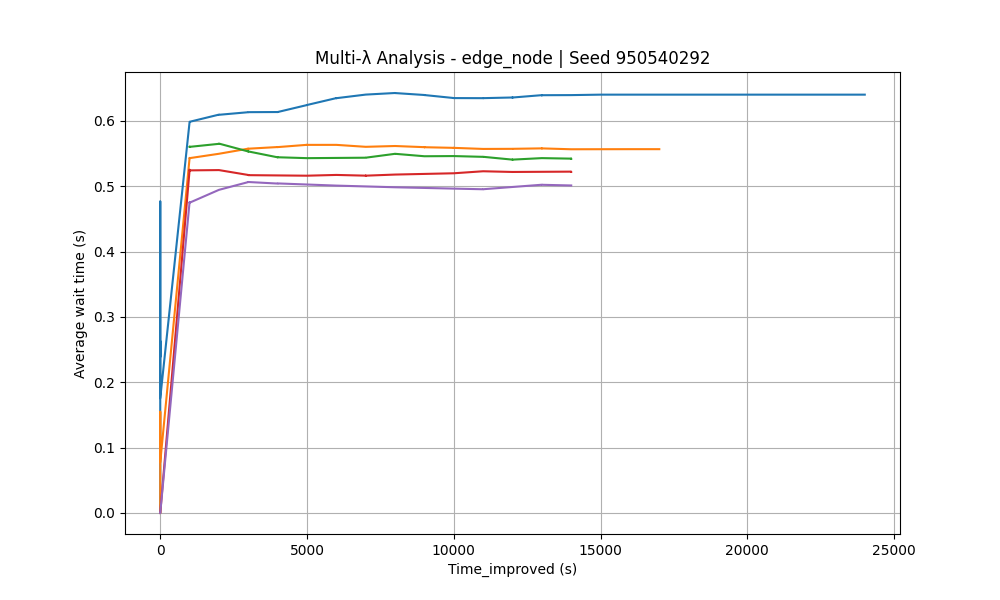 Multi-λ Analysis - edge_node | Seed 950540292
Average wait time (s)
0.6
0.5
0.4
0.3
0.2
0.1
0.0
0 5000 10000 15000 20000 25000
Time_improved (s)